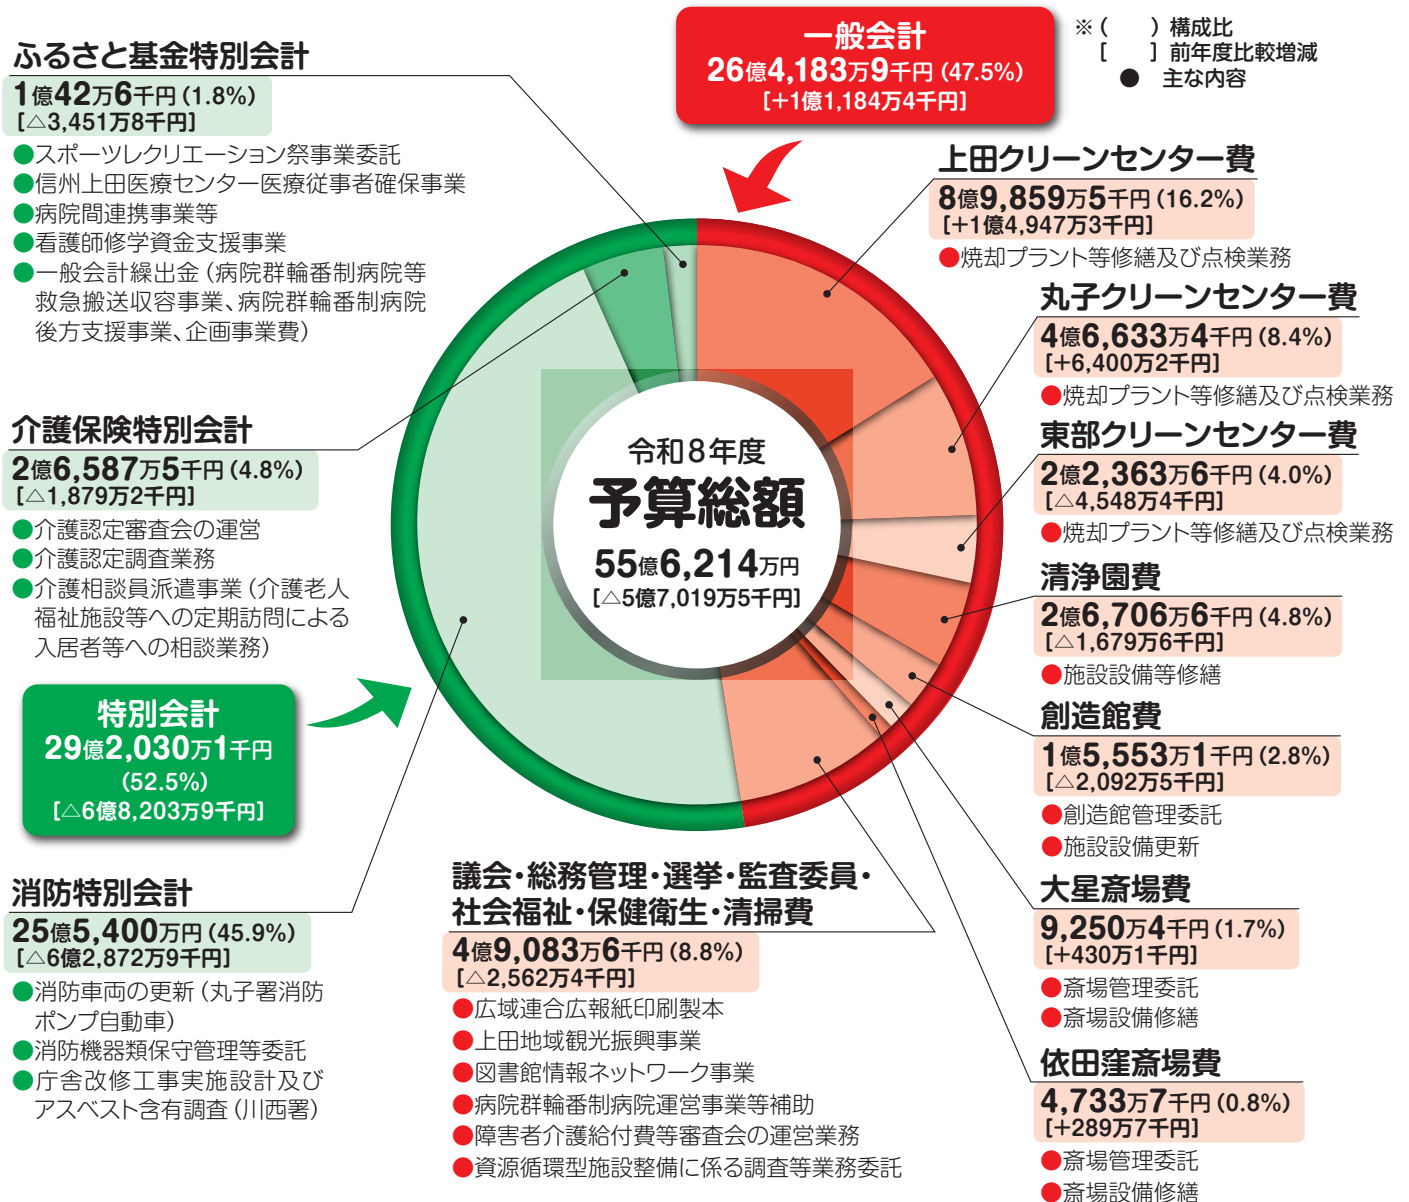 一般会計
26億4,183万9千円(47.5%)
[+1億1,184万4千円]
※(　　)構成比
[　　]前年度比較増減
● 主な内容
ふるさと基金特別会計
1億42万6千円(1.8%)
[△3,451万8千円]
●スポーツレクリエーション祭事業委託
●信州上田医療センター医療従事者確保事業
●病院間連携事業等
●看護師修学資金支援事業
●一般会計繰出金(病院群輪番制病院等
救急搬送収容事業、病院群輪番制病院
後方支援事業、企画事業費)
介護保険特別会計
2億6,587万5千円(4.8%)
[△1,879万2千円]
●介護認定審査会の運営
●介護認定調査業務
●介護相談員派遣事業(介護老人
福祉施設等への定期訪問による
入居者等への相談業務)
特別会計
29億2,030万1千円
(52.5%)
[△6億8,203万9千円]
消防特別会計
25億5,400万円(45.9%)
[△6億2,872万9千円]
●消防車両の更新(丸子署消防
ポンプ自動車)
●消防機器類保守管理等委託
●庁舎改修工事実施設計及び
アスベスト含有調査(川西署)
令和8年度
予算総額
55億6,214万円
[△5億7,019万5千円]
議会・総務管理・選挙・監査委員・
社会福祉・保健衛生・清掃費
4億9,083万6千円(8.8%)
[△2,562万4千円]
●広域連合広報紙印刷製本
●上田地域観光振興事業
●図書館情報ネットワーク事業
●病院群輪番制病院運営事業等補助
●障害者介護給付費等審査会の運営業務
●資源循環型施設整備に係る調査等業務委託
上田クリーンセンター費
8億9,859万5千円(16.2%)
[+1億4,947万3千円]
●焼却プラント等修繕及び点検業務
丸子クリーンセンター費
4億6,633万4千円(8.4%)
[+6,400万2千円]
●焼却プラント等修繕及び点検業務
東部クリーンセンター費
2億2,363万6千円(4.0%)
[△4,548万4千円]
●焼却プラント等修繕及び点検業務
清浄園費
2億6,706万6千円(4.8%)
[△1,679万6千円]
●施設設備等修繕
創造館費
1億5,553万1千円(2.8%)
[△2,092万5千円]
●創造館管理委託
●施設設備更新
大星斎場費
9,250万4千円(1.7%)
[+430万1千円]
●斎場管理委託
●斎場設備修繕
依田窪斎場費
4,733万7千円(0.8%)
[+289万7千円]
●斎場管理委託
●斎場設備修繕